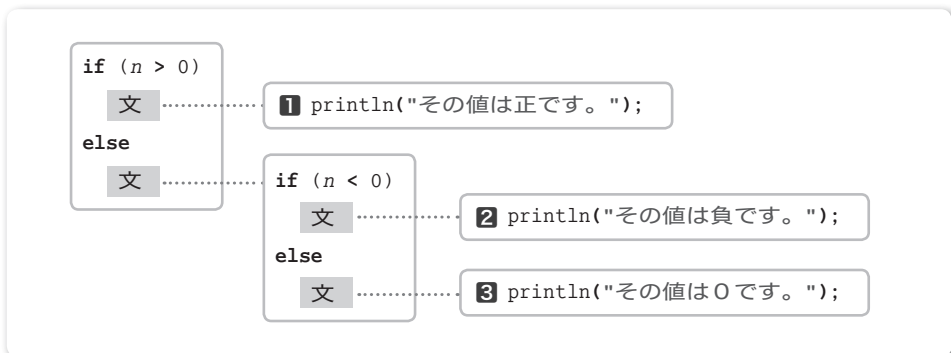 if (n > 0)
文
1 println("その値は正です。");
else
文
if (n < 0)
文
2 println("その値は負です。");
else
文
3 println("その値は０です。");